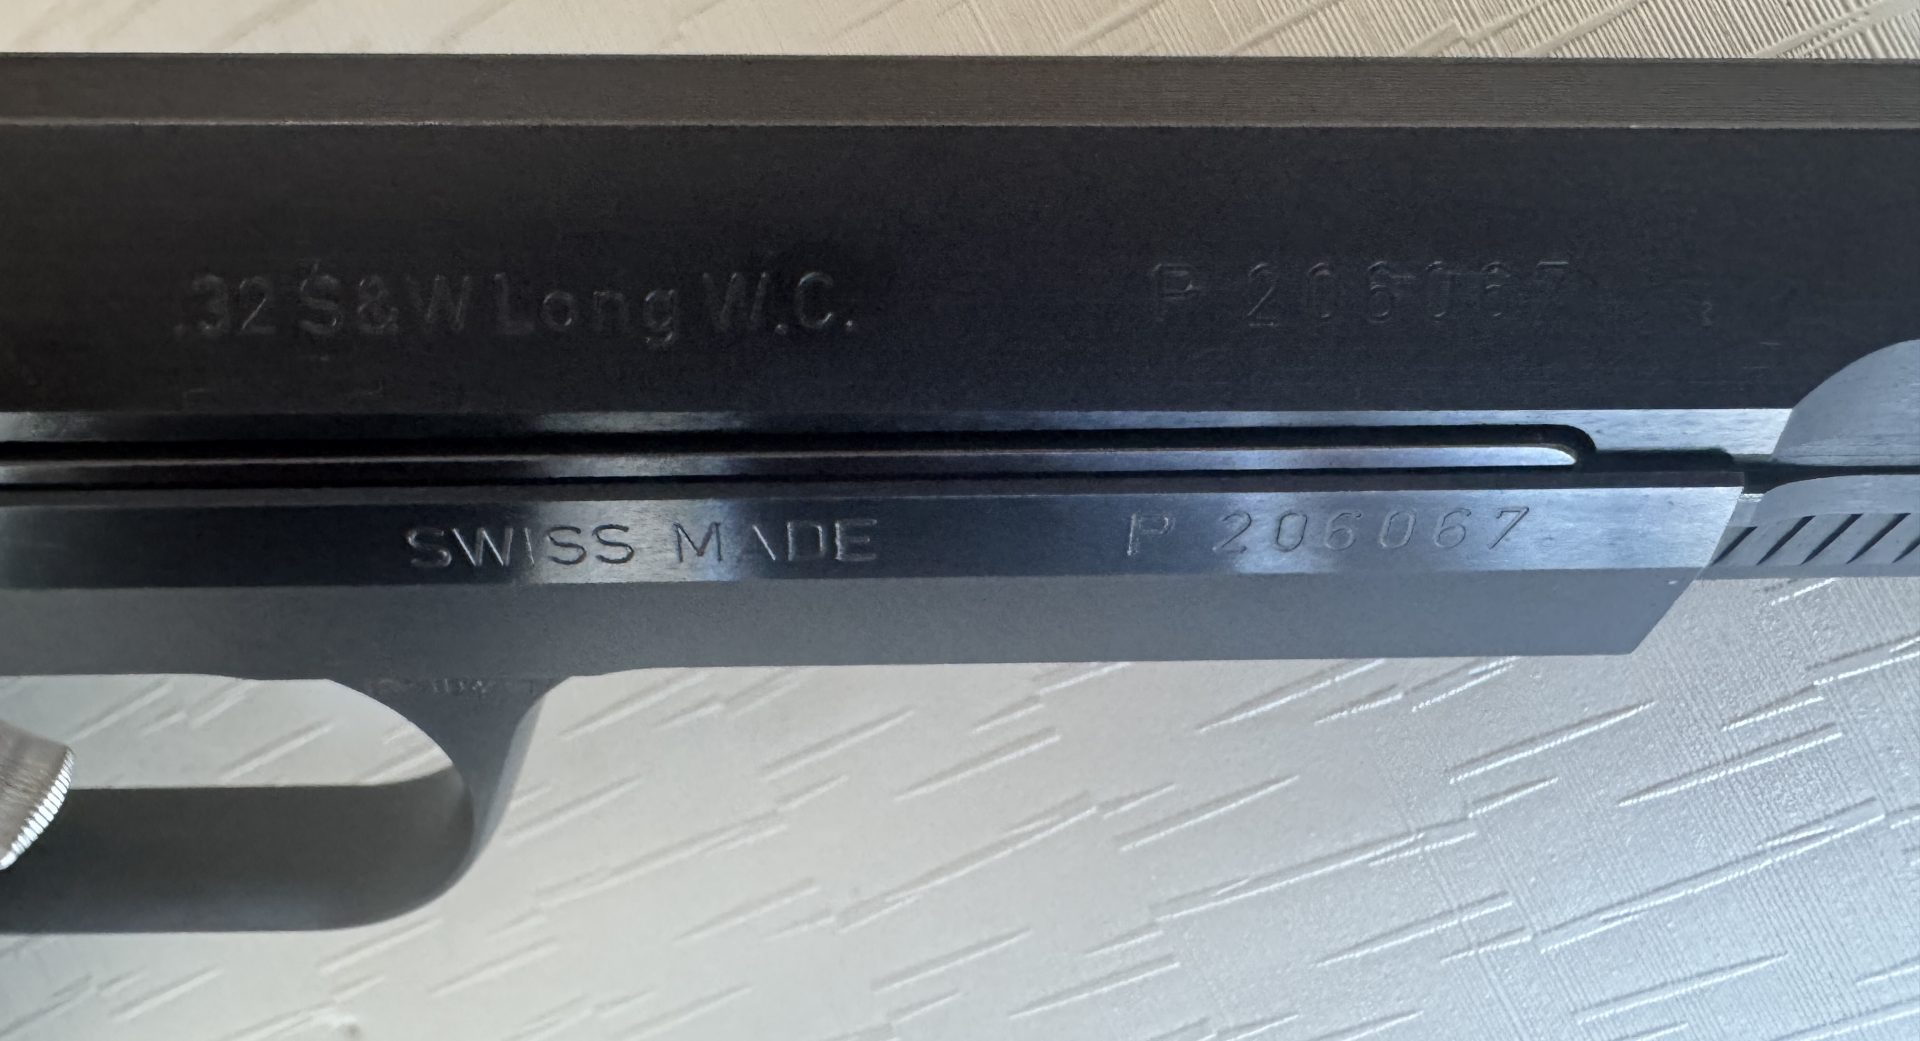 .32 S&W Long W.C. P 206067
SWISS MADE P 206067